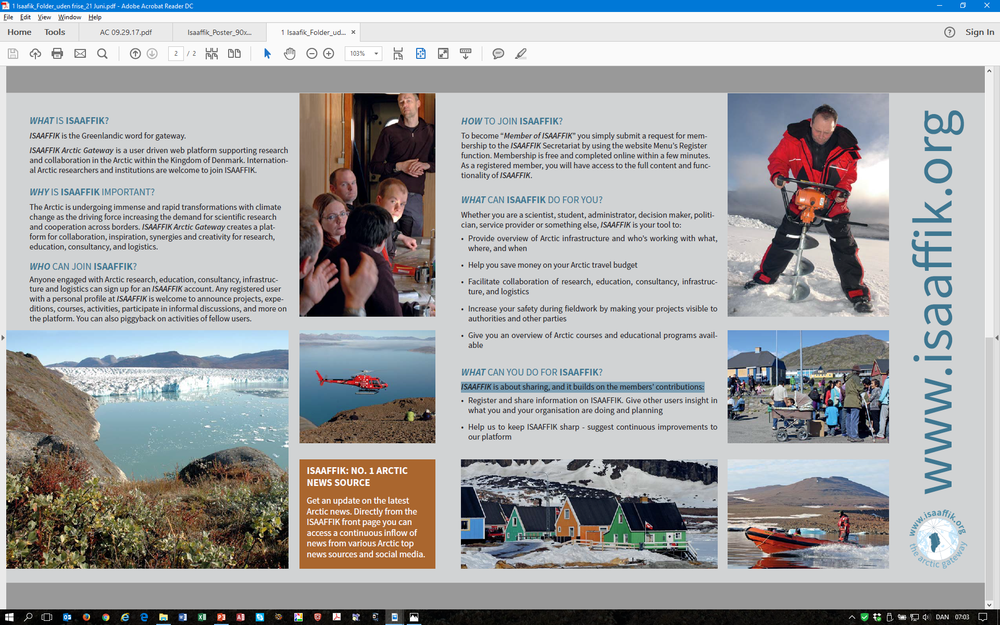 1 Isaafik_Folder_uden frise_21 Juni.pdf - Adobe Acrobat Reader DC
File Edit View Window Help
Home Tools AC 09.29.17.pdf Isaaffik_Poster_90x... 1 Isaafik_Folder_ud... Sign In
2 / 2 103%
WHAT IS ISAAFFIK?
ISAAFFIK is the Greenlandic word for gateway.
ISAAFFIK Arctic Gateway is a user driven web platform supporting research
and collaboration in the Arctic within the Kingdom of Denmark. Internation-
al Arctic researchers and institutions are welcome to join ISAAFFIK.
WHY IS ISAAFFIK IMPORTANT?
The Arctic is undergoing immense and rapid transformations with climate
change as the driving force increasing the demand for scientific research
and cooperation across borders. ISAAFFIK Arctic Gateway creates a plat-
form for collaboration, inspiration, synergies and creativity for research,
education, consultancy, and logistics.
WHO CAN JOIN ISAAFFIK?
Anyone engaged with Arctic research, education, consultancy, infrastruc-
ture and logistics can sign up for an ISAAFFIK account. Any registered user
with a personal profile at ISAAFFIK is welcome to announce projects, expe-
ditions, courses, activities, participate in informal discussions, and more on
the platform. You can also piggyback on activities of fellow users.
ISAAFFIK: NO. 1 ARCTIC
NEWS SOURCE
Get an update on the latest
Arctic news. Directly from the
ISAAFFIK front page you can
access a continuous inflow of
news from various Arctic top
news sources and social media.
HOW TO JOIN ISAAFFIK?
To become “Member of ISAAFFIK” you simply submit a request for mem-
bership to the ISAAFFIK Secretariat by using the website Menu’s Register
function. Membership is free and completed online within a few minutes.
As a registered member, you will have access to the full content and func-
tionality of ISAAFFIK.
WHAT CAN ISAAFFIK DO FOR YOU?
Whether you are a scientist, student, administrator, decision maker, politi-
cian, service provider or something else, ISAAFFIK is your tool to:
• Provide overview of Arctic infrastructure and who’s working with what,
where, and when
• Help you save money on your Arctic travel budget
• Facilitate collaboration of research, education, consultancy, infrastruc-
ture, and logistics
• Increase your safety during fieldwork by making your projects visible to
authorities and other parties
• Give you an overview of Arctic courses and educational programs avail-
able
WHAT CAN YOU DO FOR ISAAFFIK?
ISAAFFIK is about sharing, and it builds on the members’ contributions:
• Register and share information on ISAAFFIK. Give other users insight in
what you and your organisation are doing and planning
• Help us to keep ISAAFFIK sharp - suggest continuous improvements to
our platform
www.isaaffik.org
www.isaaffik.org
the arctic gateway
DAN 07:03